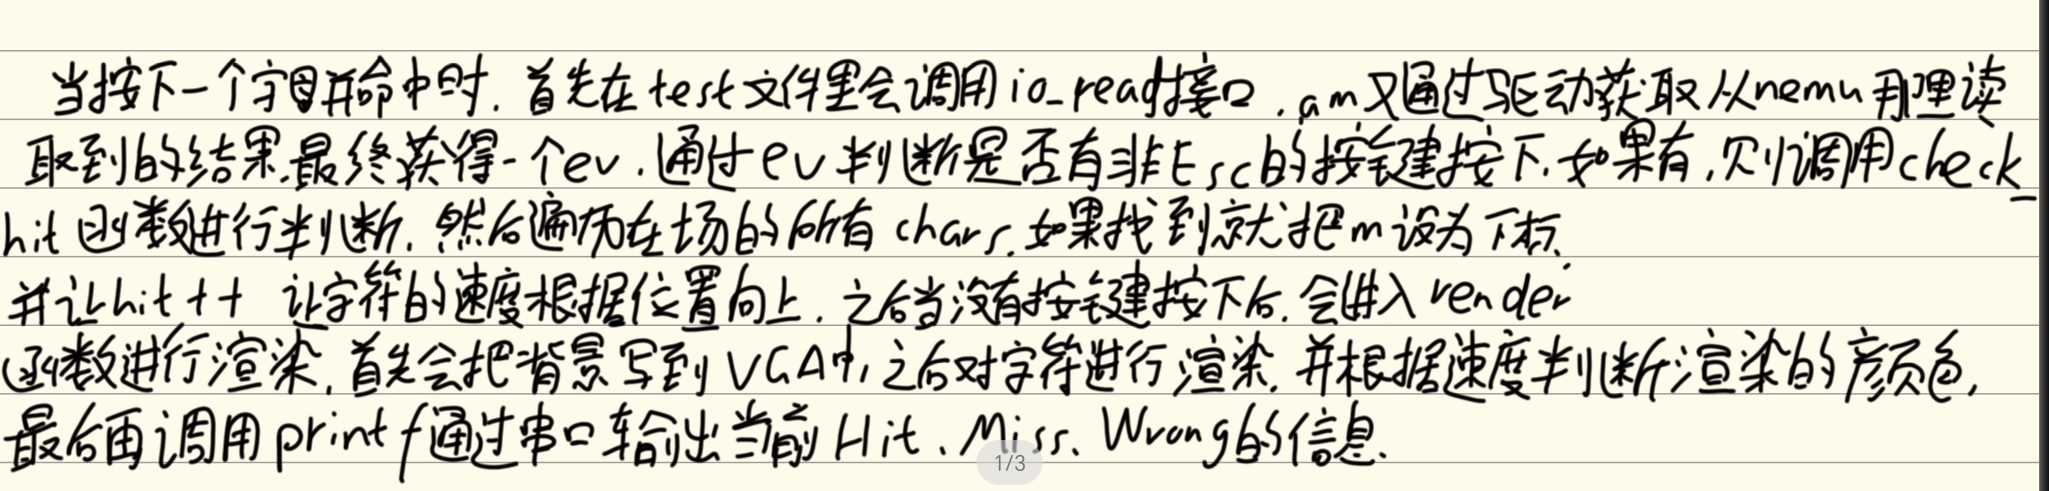 当按下一个字母并命中时,首先在test文件里会调用io_read接口,am又通过驱动获取从nemu那里读
取到的结果,最终获得一个ev.通过ev判断是否有非Esc的按键按下.如果有,则调用check_
hit函数进行判断.然后遍历在场的所有chars.如果找到就把m设为下标.
并让hit++ 让字符的速度根据位置向上.之后当没有按键按下后.会进入render
函数进行渲染.首先会把背景写到VGA中,之后对字符进行渲染.并根据速度判断渲染的颜色,
最后再调用printf通过串口输出当前Hit、Miss、Wrong的信息.
1/3